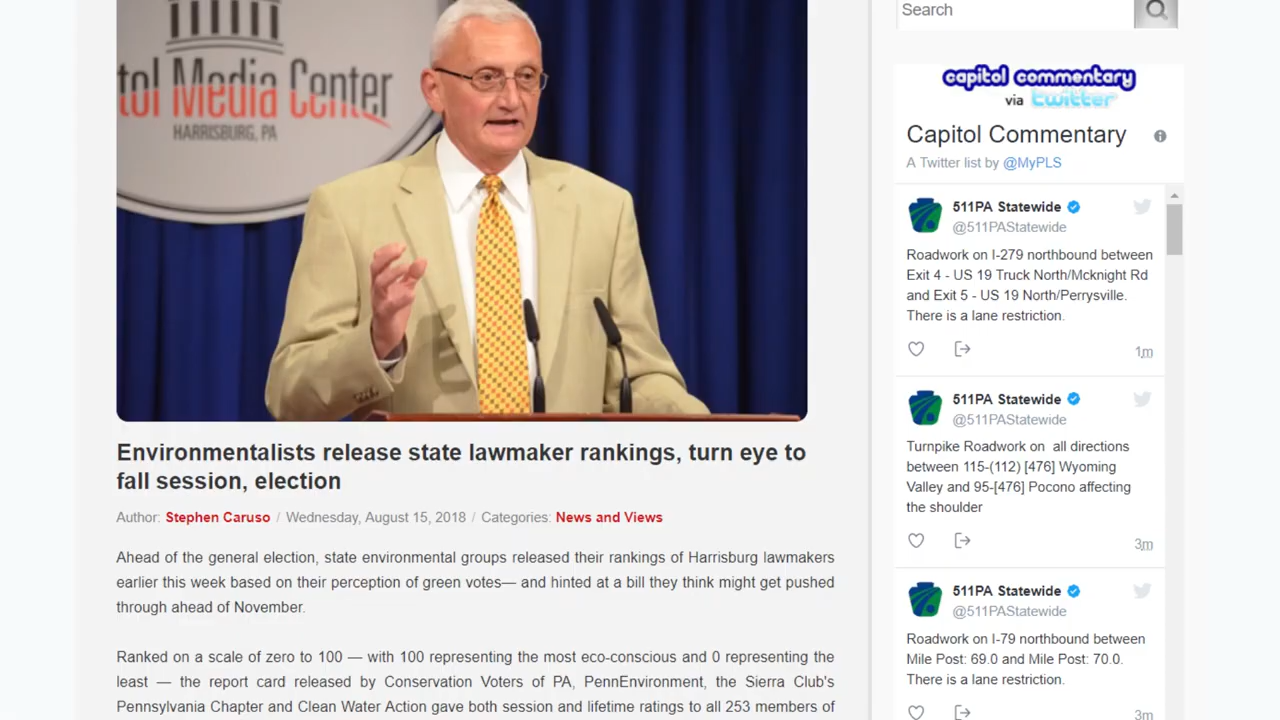 tol Media Center
HARRISBURG, PA
Environmentalists release state lawmaker rankings, turn eye to
fall session, election
Author: Stephen Caruso / Wednesday, August 15, 2018 / Categories: News and Views
Ahead of the general election, state environmental groups released their rankings of Harrisburg lawmakers
earlier this week based on their perception of green votes— and hinted at a bill they think might get pushed
through ahead of November.
Ranked on a scale of zero to 100 — with 100 representing the most eco-conscious and 0 representing the
least — the report card released by Conservation Voters of PA, PennEnvironment, the Sierra Club's
Pennsylvania Chapter and Clean Water Action gave both session and lifetime ratings to all 253 members of
Search
capitol commentary
via twitter
Capitol Commentary
A Twitter list by @MyPLS
511PA Statewide
@511PAStatewide
Roadwork on I-279 northbound between
Exit 4 - US 19 Truck North/Mcknight Rd
and Exit 5 - US 19 North/Perrysville.
There is a lane restriction.
1m
511PA Statewide
@511PAStatewide
Turnpike Roadwork on  all directions
between 115-(112) [476] Wyoming
Valley and 95-[476] Pocono affecting
the shoulder
3m
511PA Statewide
@511PAStatewide
Roadwork on I-79 northbound between
Mile Post: 69.0 and Mile Post: 70.0.
There is a lane restriction.
3m